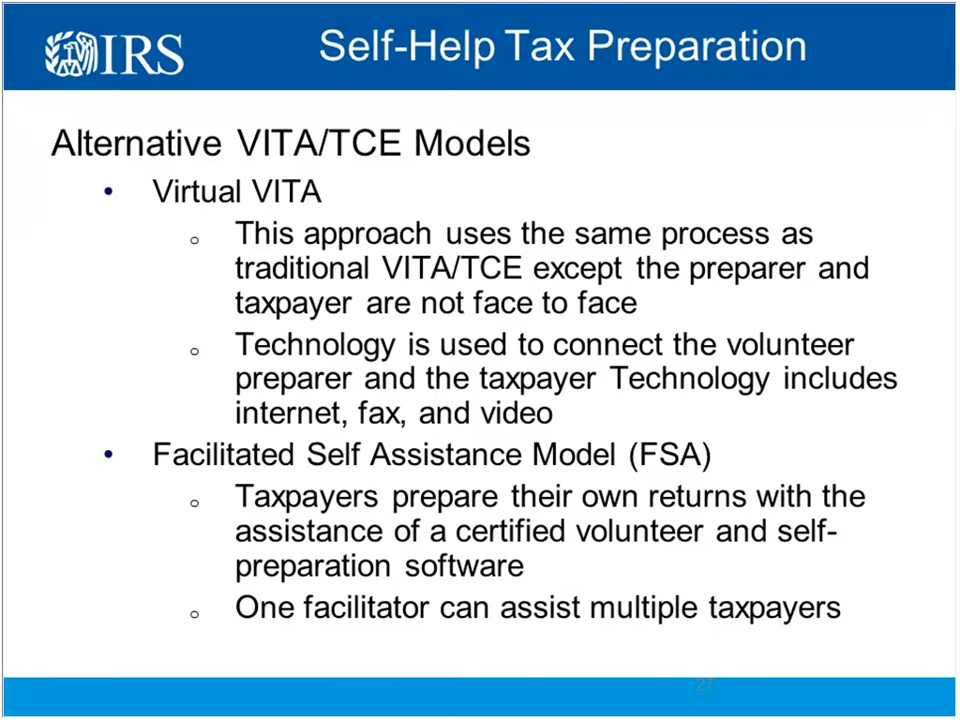 IRS
Self-Help Tax Preparation
Alternative VITA/TCE Models
• Virtual VITA
o This approach uses the same process as
traditional VITA/TCE except the preparer and
taxpayer are not face to face
o Technology is used to connect the volunteer
preparer and the taxpayer Technology includes
internet, fax, and video
• Facilitated Self Assistance Model (FSA)
o Taxpayers prepare their own returns with the
assistance of a certified volunteer and self-
preparation software
o One facilitator can assist multiple taxpayers
27